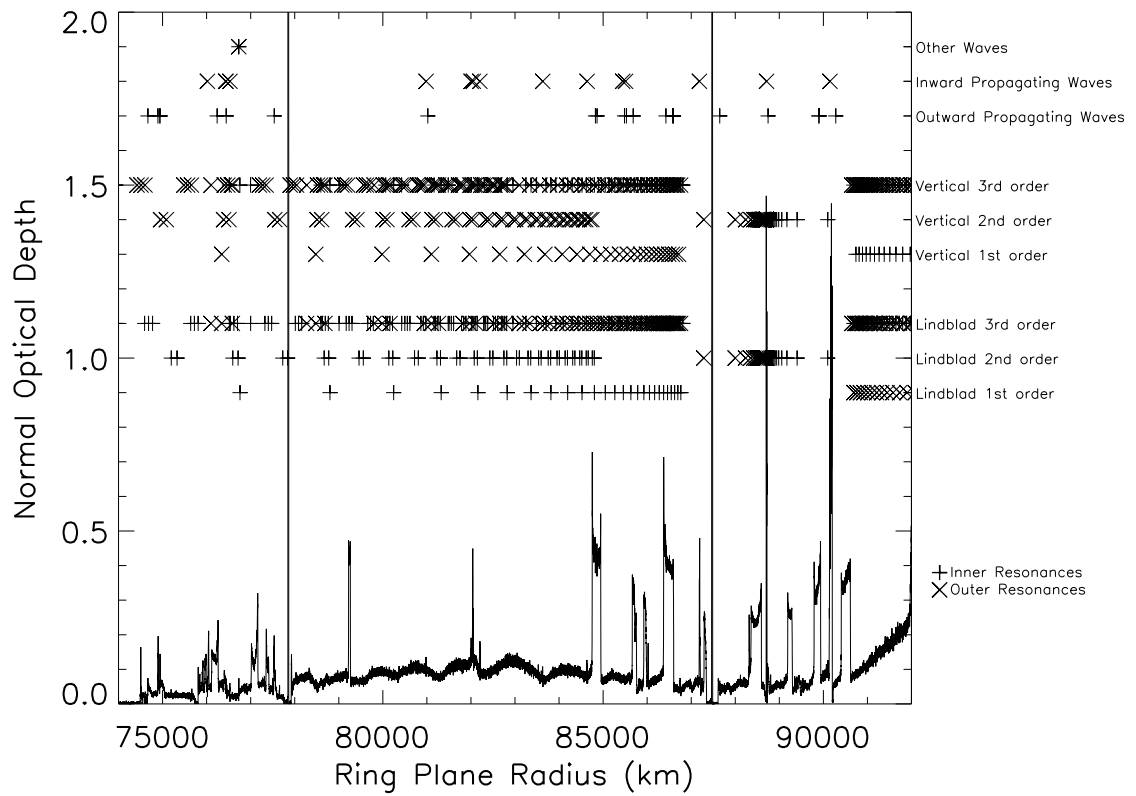 2.0
Other Waves
Inward Propagating Waves
Outward Propagating Waves
1.5
Vertical 3rd order
Vertical 2nd order
Vertical 1st order
Lindblad 3rd order
1.0
Lindblad 2nd order
Lindblad 1st order
Normal Optical Depth
0.5
Inner Resonances
Outer Resonances
0.0
75000 80000 85000 90000
Ring Plane Radius (km)